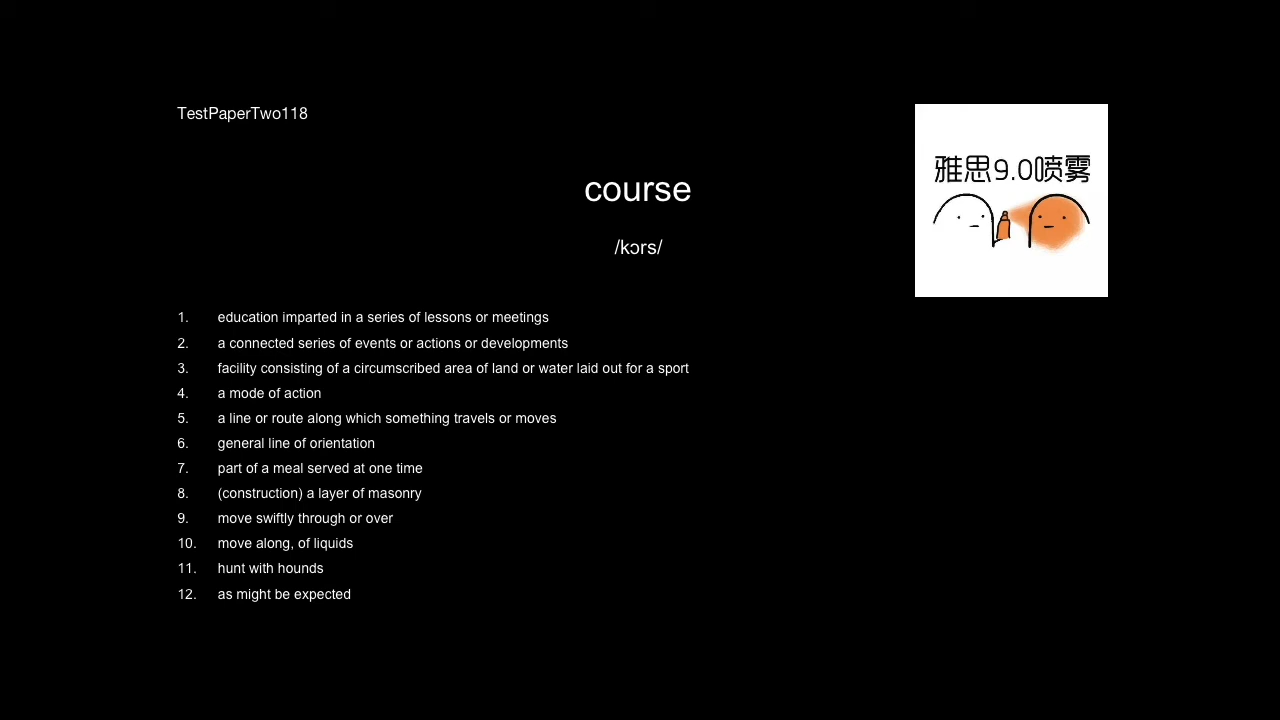 TestPaperTwo118
雅思9.0喷雾
course
/kɔrs/
1. education imparted in a series of lessons or meetings
2. a connected series of events or actions or developments
3. facility consisting of a circumscribed area of land or water laid out for a sport
4. a mode of action
5. a line or route along which something travels or moves
6. general line of orientation
7. part of a meal served at one time
8. (construction) a layer of masonry
9. move swiftly through or over
10. move along, of liquids
11. hunt with hounds
12. as might be expected